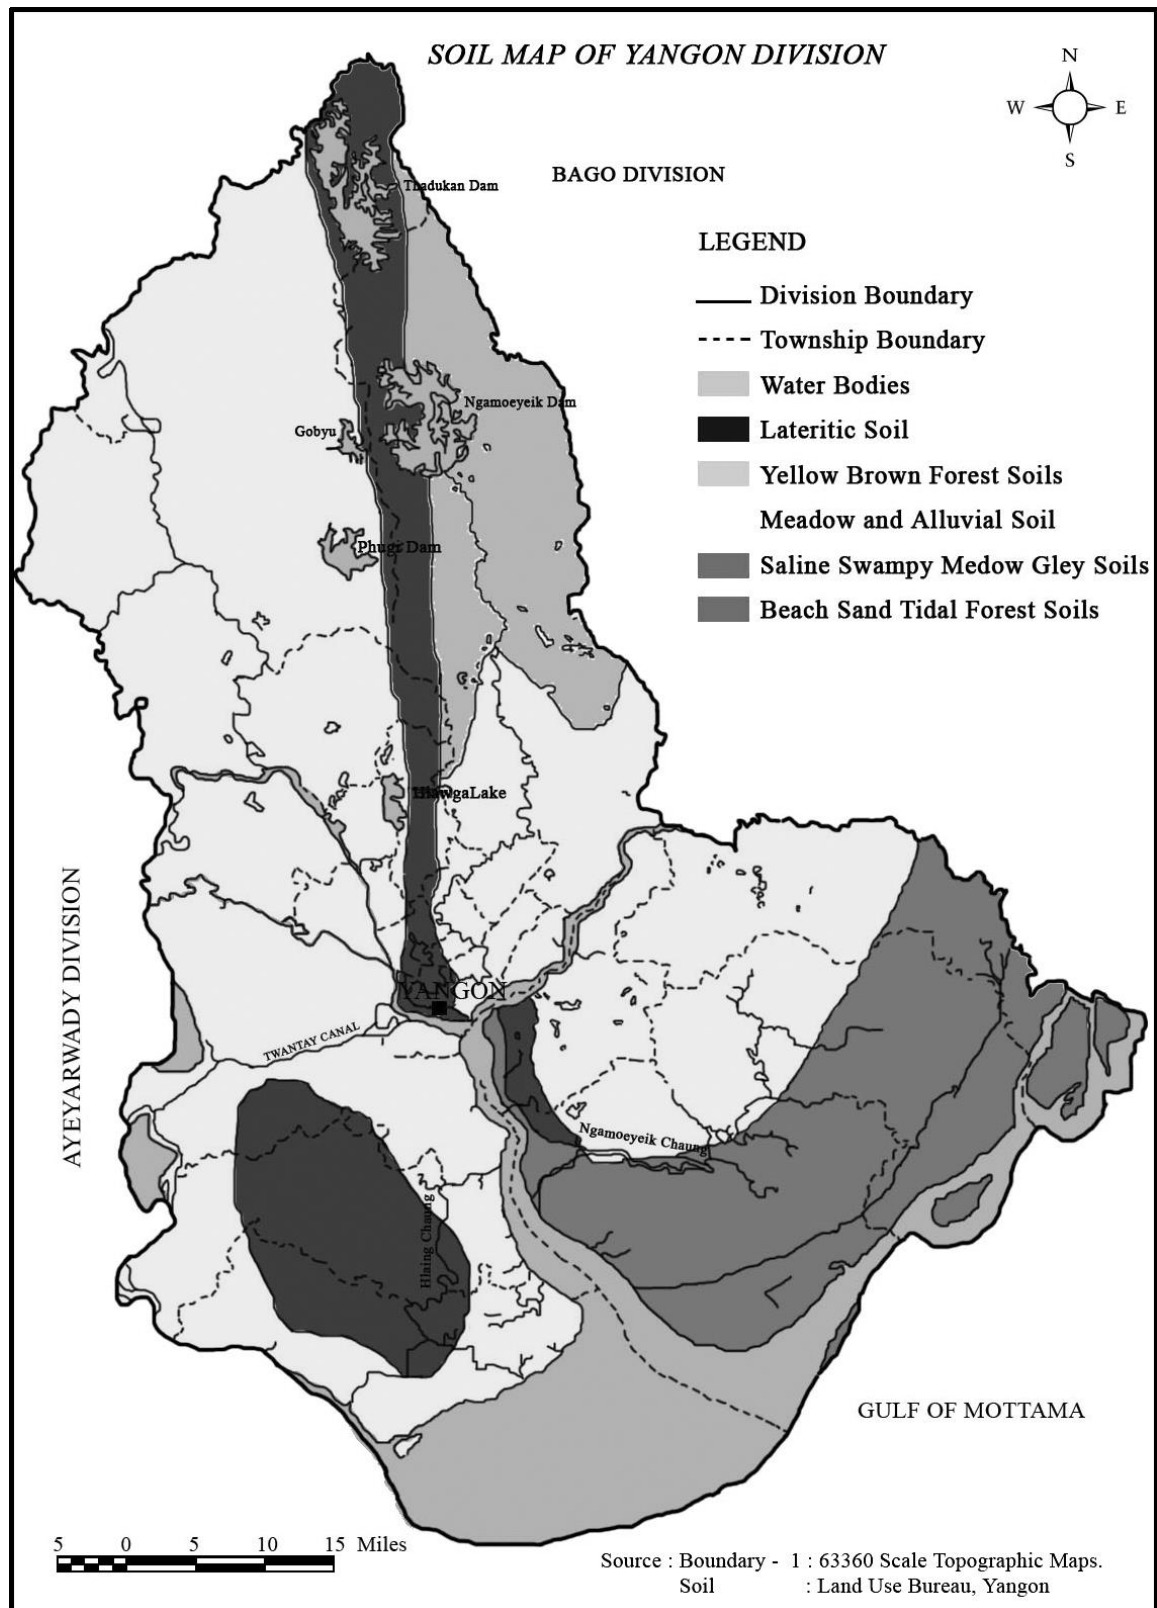 SOIL MAP OF YANGON DIVISION
N
W E
S
BAGO DIVISION
Thadukan Dam
LEGEND
Division Boundary
Township Boundary
Water Bodies
Lateritic Soil
Yellow Brown Forest Soils
Meadow and Alluvial Soil
Saline Swampy Medow Gley Soils
Beach Sand Tidal Forest Soils
Ngamoeyeik Dam
Gobyu
Phugi Dam
HlawgaLake
AYEYARWADY DIVISION
YANGON
TWANTAY CANAL
Ngamoeyeik Chaung
Hlaing Chaung
GULF OF MOTTAMA
5 0 5 10 15 Miles
Source : Boundary - 1 : 63360 Scale Topographic Maps.
Soil : Land Use Bureau, Yangon